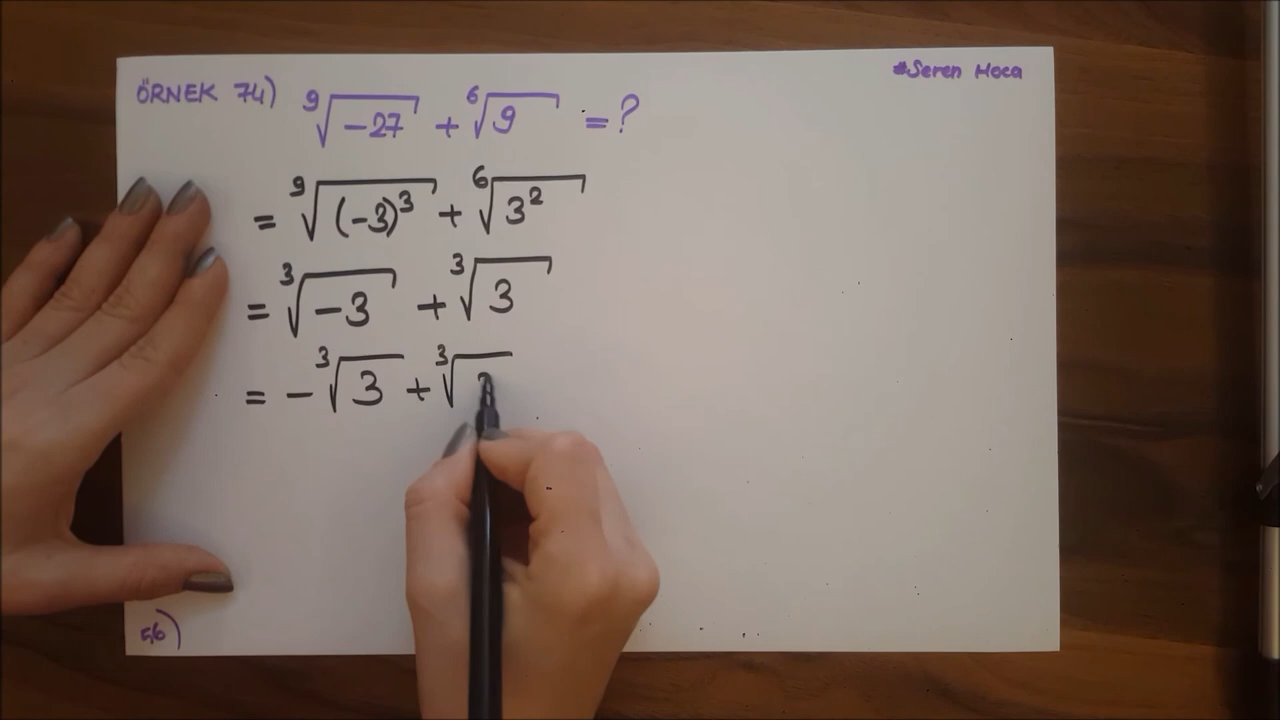 #Seren Hoca
ÖRNEK 74) ⁹√-27 + ⁶√9 = ?
= ⁹√(-3)³ + ⁶√3²
= ³√-3 + ³√3
= -³√3 + ³√
56)